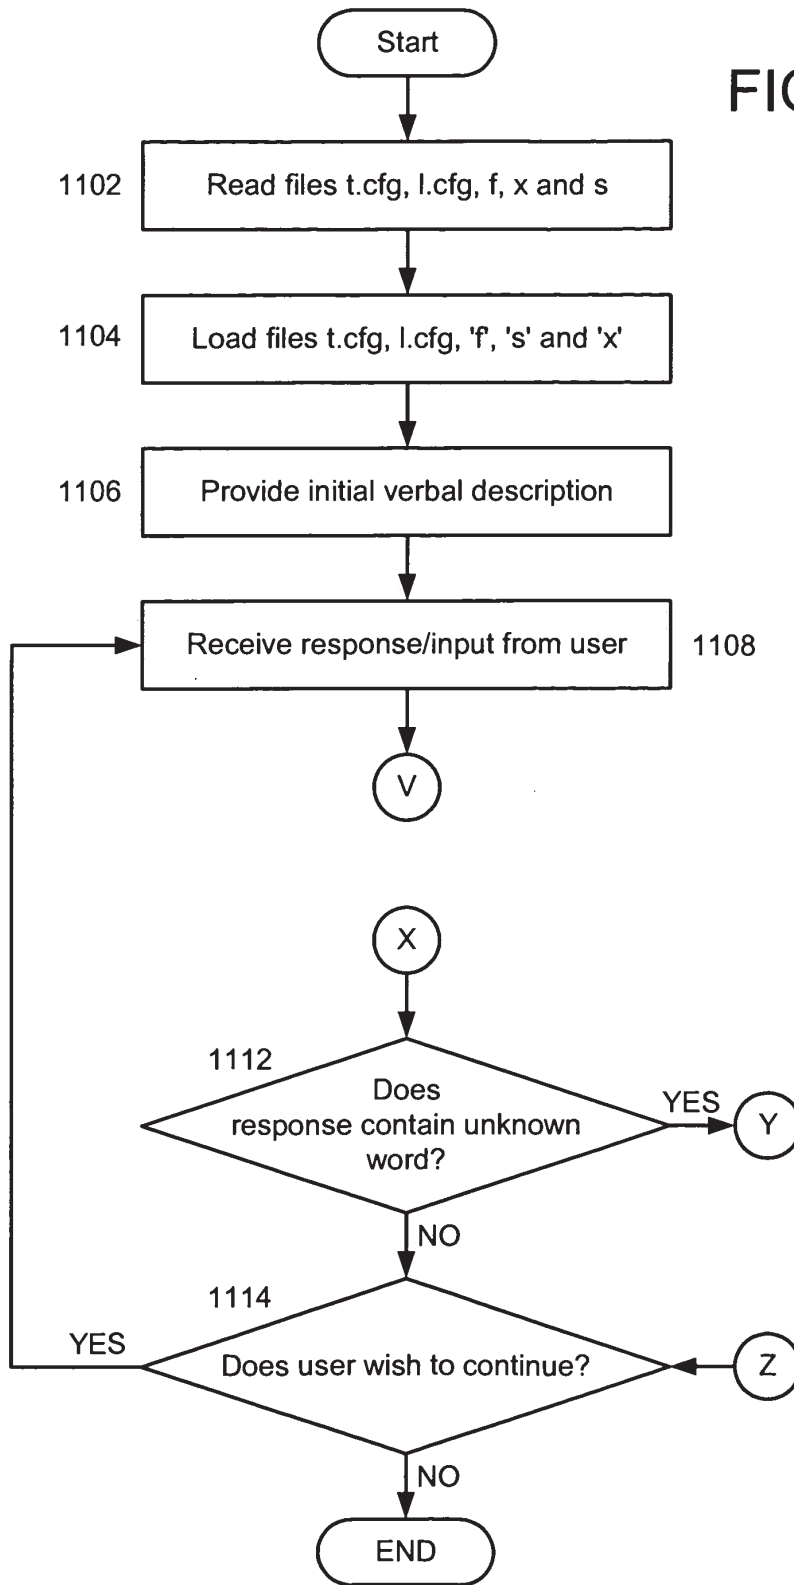 Start
FIG
1102
Read files t.cfg, l.cfg, f, x and s
1104
Load files t.cfg, l.cfg, 'f', 's' and 'x'
1106
Provide initial verbal description
Receive response/input from user
1108
V
X
1112
Does
response contain unknown
word?
YES
Y
NO
1114
YES
Does user wish to continue?
Z
NO
END